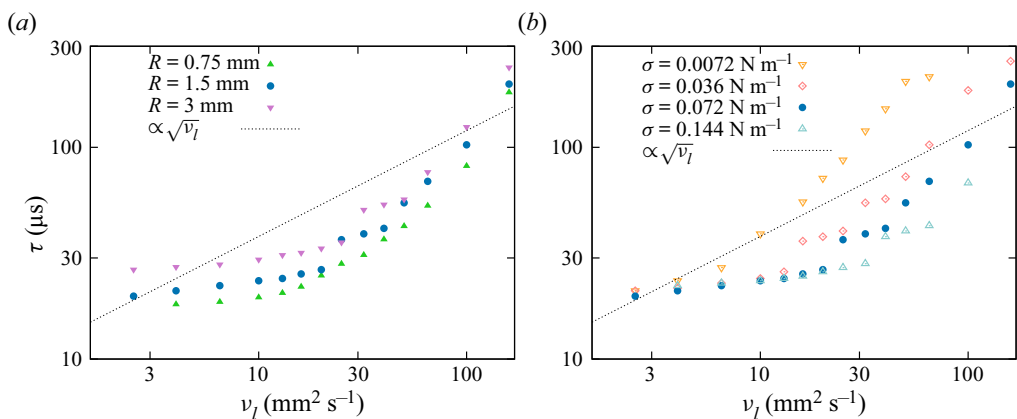 (a)
300
100
30
10
τ (μs)
R = 0.75 mm
R = 1.5 mm
R = 3 mm
∝√ν_l
3
10
30
100
ν_l (mm² s⁻¹)
(b)
300
100
30
10
σ = 0.0072 N m⁻¹
σ = 0.036 N m⁻¹
σ = 0.072 N m⁻¹
σ = 0.144 N m⁻¹
∝√ν_l
3
10
30
100
ν_l (mm² s⁻¹)